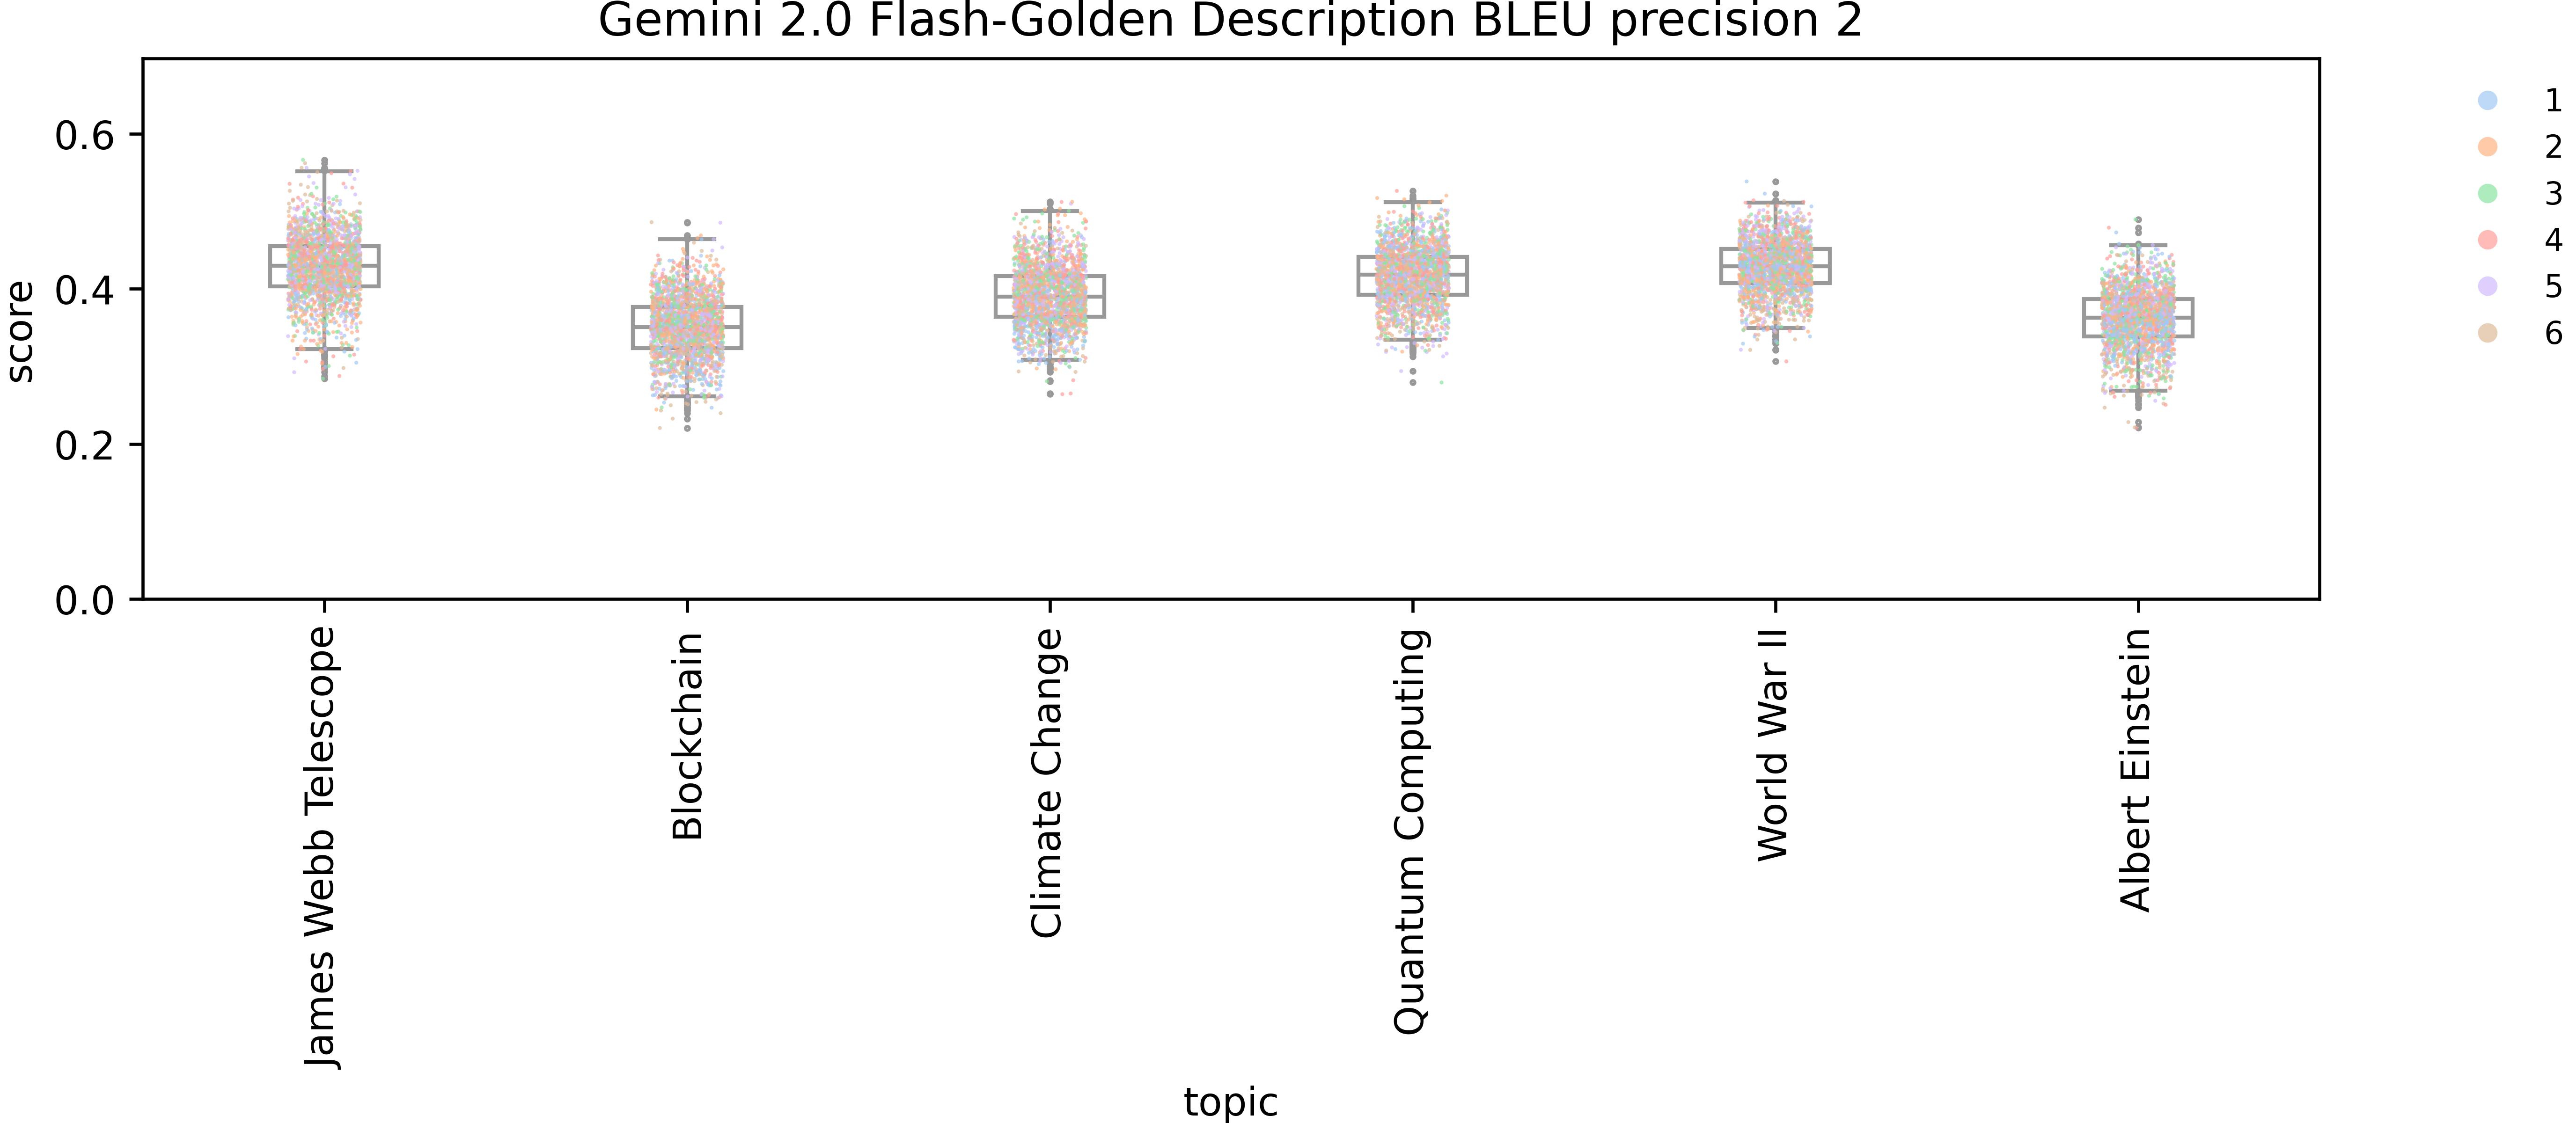 Gemini 2.0 Flash-Golden Description BLEU precision 2
score
0.6
0.4
0.2
0.0
James Webb Telescope
Blockchain
Climate Change
Quantum Computing
World War II
Albert Einstein
topic
1
2
3
4
5
6